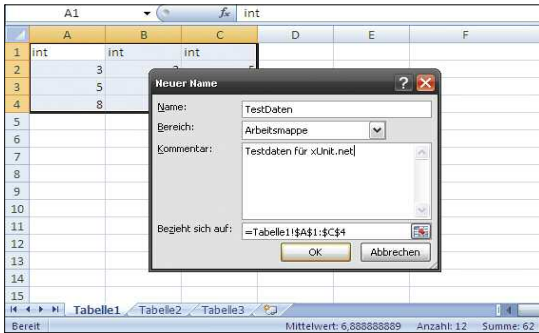 A1 fx int
A B C D E F
1 int int int
2 3
3 5
4 8
5
6
7
8
9
10
11
12
13
14
15
Neuer Name
Name: TestDaten
Bereich: Arbeitsmappe
Kommentar: Testdaten für xUnit.net
Bezieht sich auf: =Tabelle1!$A$1:$C$4
OK Abbrechen
Tabelle1 Tabelle2 Tabelle3
Bereit Mittelwert: 6,888888889 Anzahl: 12 Summe: 62